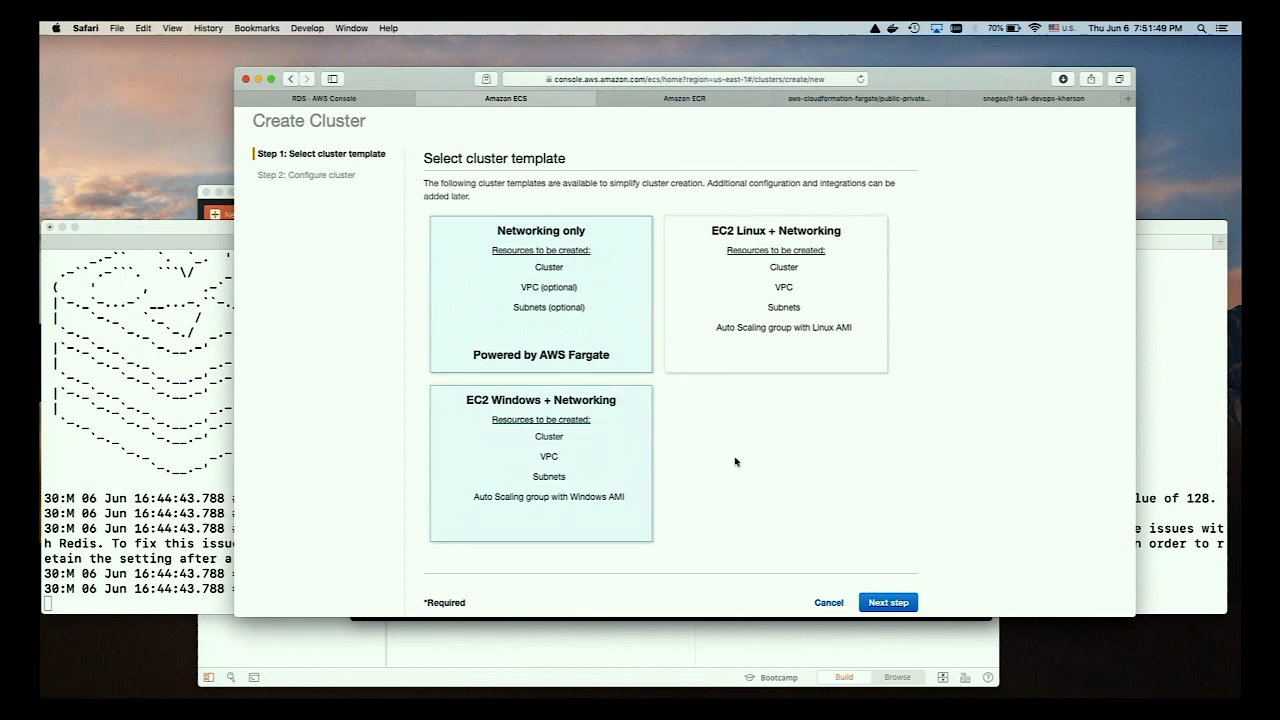 Safari File Edit View History Bookmarks Develop Window Help
70% U.S. Thu Jun 6 7:51:49 PM
console.aws.amazon.com/ecs/home?region=us-east-1#/clusters/create/new
RDS · AWS Console
Amazon ECS
Amazon ECR
aws-cloudformation-fargate/public-private...
snegas/it-talk-devops-kherson
Create Cluster
Step 1: Select cluster template
Step 2: Configure cluster
Select cluster template
The following cluster templates are available to simplify cluster creation. Additional configuration and integrations can be
added later.
Networking only
Resources to be created:
Cluster
VPC (optional)
Subnets (optional)
Powered by AWS Fargate
EC2 Linux + Networking
Resources to be created:
Cluster
VPC
Subnets
Auto Scaling group with Linux AMI
EC2 Windows + Networking
Resources to be created:
Cluster
VPC
Subnets
Auto Scaling group with Windows AMI
*Required
Cancel
Next step
30:M 06 Jun 16:44:43.788
lue of 128.
30:M 06 Jun 16:44:43.788
30:M 06 Jun 16:44:43.788
e issues wit
h Redis. To fix this issu
n order to r
etain the setting after a
30:M 06 Jun 16:44:43.788
30:M 06 Jun 16:44:43.788
Bootcamp
Build
Browse